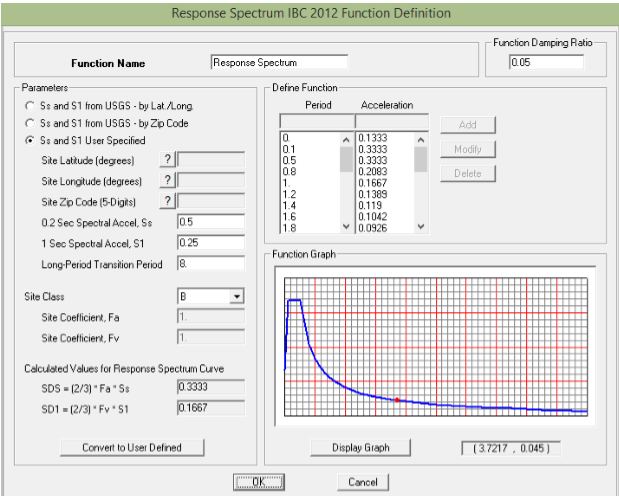 Response Spectrum IBC 2012 Function Definition
Function Name
Response Spectrum
Function Damping Ratio
0.05
Parameters
Ss and S1 from USGS - by Lat./Long.
Ss and S1 from USGS - by Zip Code
Ss and S1 User Specified
Site Latitude (degrees) ?
Site Longitude (degrees) ?
Site Zip Code (5-Digits) ?
0.2 Sec Spectral Accel, Ss 0.5
1 Sec Spectral Accel, S1 0.25
Long-Period Transition Period 8.
Site Class B
Site Coefficient, Fa 1.
Site Coefficient, Fv 1.
Calculated Values for Response Spectrum Curve
SDS = (2/3) * Fa * Ss 0.3333
SD1 = (2/3) * Fv * S1 0.1667
Convert to User Defined
Define Function
Period Acceleration
0. 0.1333
0.1 0.3333
0.5 0.3333
0.8 0.2083
1. 0.1667
1.2 0.1389
1.4 0.119
1.6 0.1042
1.8 0.0926
Add
Modify
Delete
Function Graph
Display Graph
(3.7217 , 0.045)
OK
Cancel